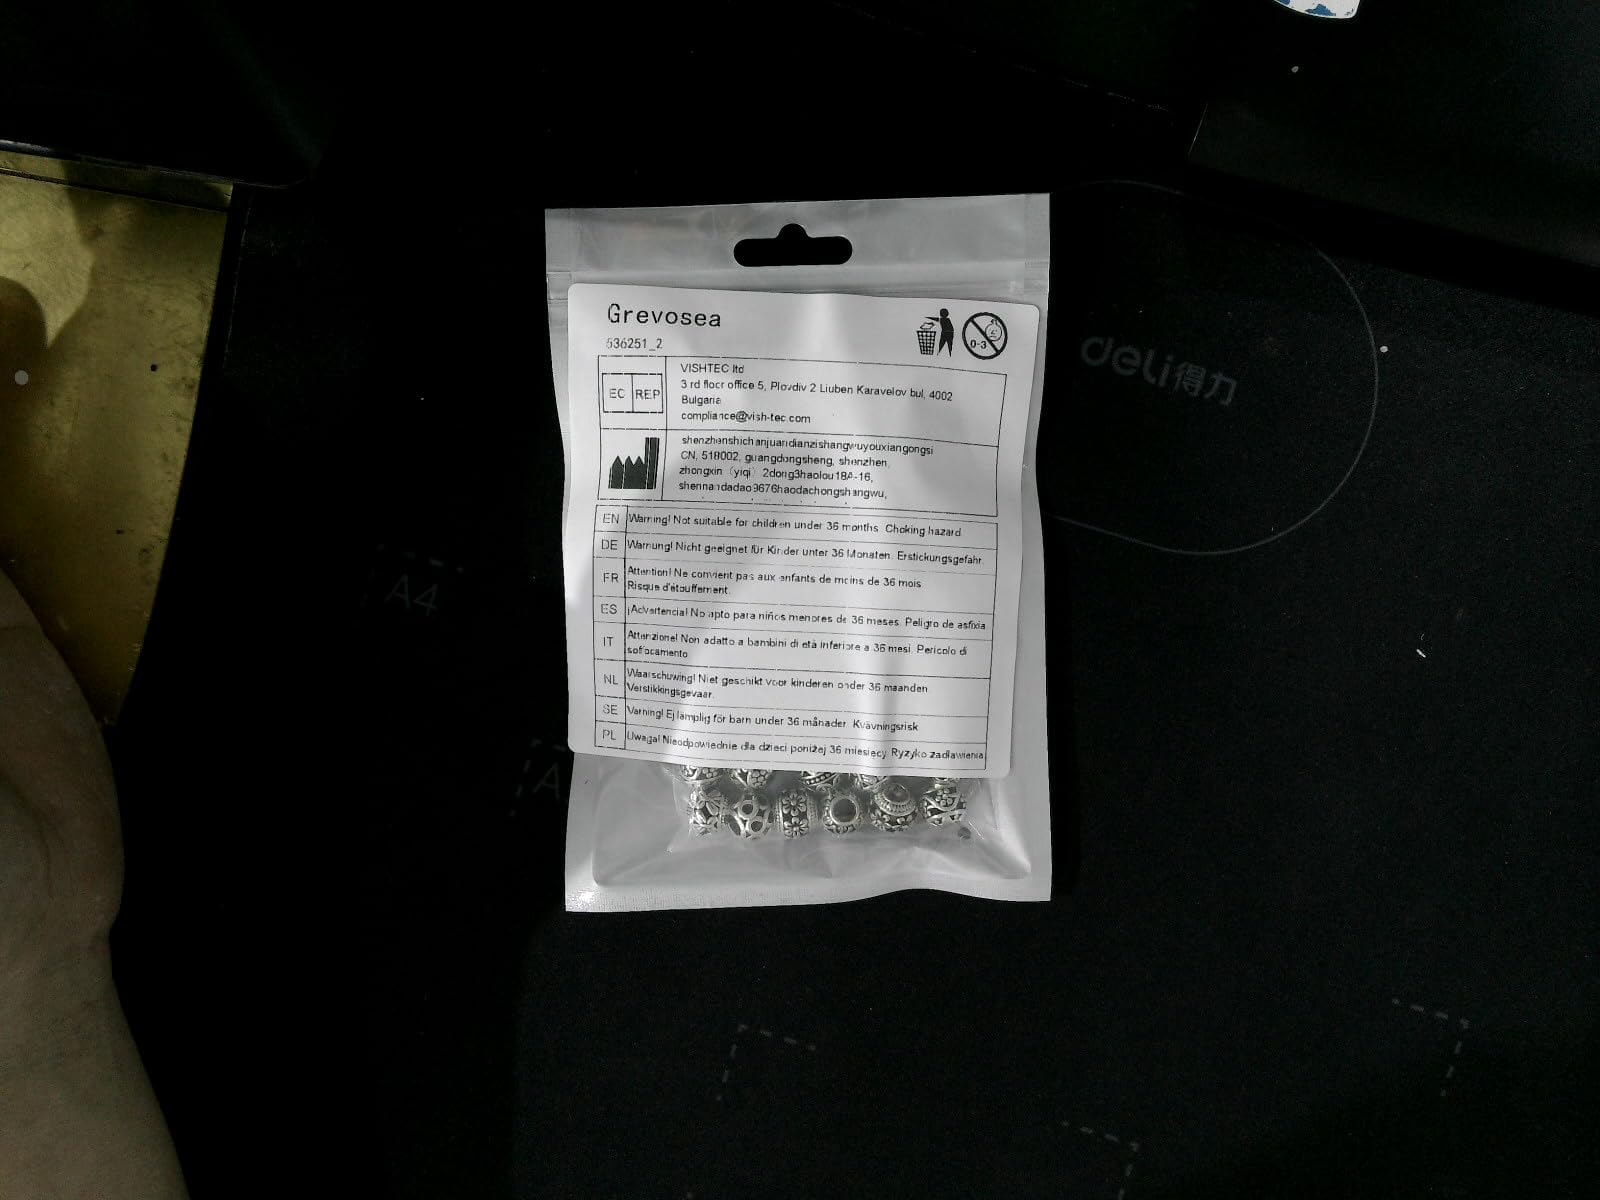 Grevosea
536251_2
0-3
EC REP
VISHTEC ltd
3 rd floor office 5, Plovdiv 2 Liuben Karavelov bul, 4002
Bulgaria
compliance@vish-tec.com
shenzhenshichanjuandianzishangwuyouxiangongsi
CN, 518002, guangdongsheng, shenzhen,
zhongxin（yiqi）2dong3haolou18A-16,
shennandadao9676haodachongshangwu,
EN Warning! Not suitable for children under 36 months. Choking hazard
DE Warnung! Nicht geeignet für Kinder unter 36 Monaten. Erstickungsgefahr
FR Attention! Ne convient pas aux enfants de moins de 36 mois
Risque d'étouffement.
ES ¡Advertencia! No apto para niños menores de 36 meses. Peligro de asfixia
IT Attenzione! Non adatto a bambini di età inferiore a 36 mesi. Pericolo di
soffocamento
NL Waarschuwing! Niet geschikt voor kinderen onder 36 maanden
Verstikkingsgevaar.
SE Varning! Ej lämplig för barn under 36 månader. Kvävningsrisk
PL Uwaga! Nieodpowiednie dla dzieci poniżej 36 miesięcy. Ryzyko zadławienia
deli得力
A4
A